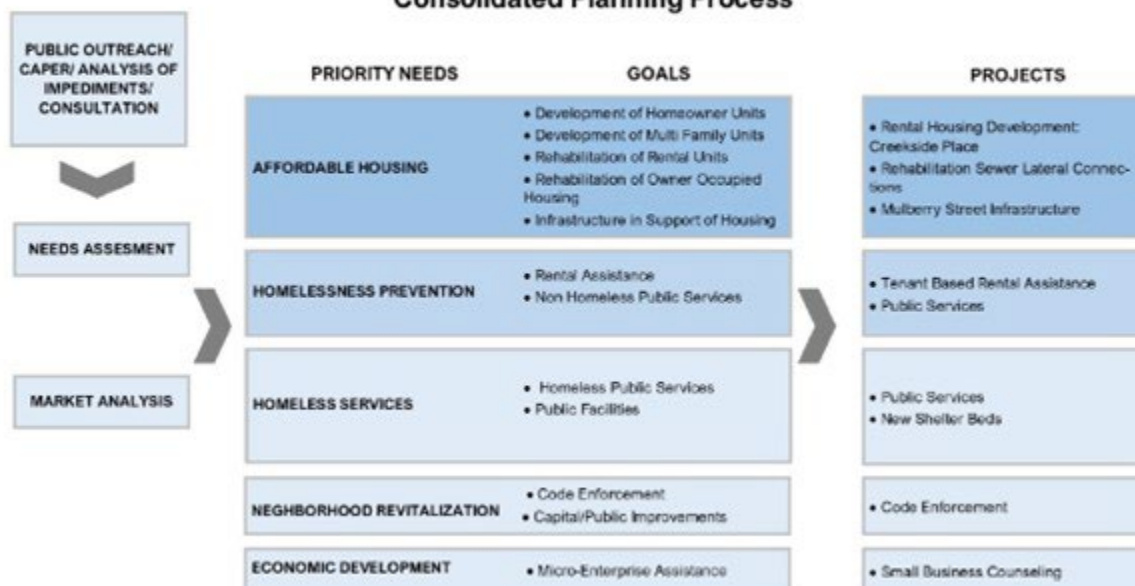 Consolidated Planning Process
PUBLIC OUTREACH/
CAPER/ ANALYSIS OF
IMPEDIMENTS/
CONSULTATION
NEEDS ASSESMENT
MARKET ANALYSIS
PRIORITY NEEDS
GOALS
PROJECTS
AFFORDABLE HOUSING
• Development of Homeowner Units
• Development of Multi Family Units
• Rehabilitation of Rental Units
• Rehabilitation of Owner Occupied
Housing
• Infrastructure in Support of Housing
• Rental Housing Development:
Creekside Place
• Rehabilitation Sewer Lateral Connec-
tions
• Mulberry Street Infrastructure
HOMELESSNESS PREVENTION
• Rental Assistance
• Non Homeless Public Services
• Tenant Based Rental Assistance
• Public Services
HOMELESS SERVICES
• Homeless Public Services
• Public Facilities
• Public Services
• New Shelter Beds
NEGHBORHOOD REVITALIZATION
• Code Enforcement
• Capital/Public Improvements
• Code Enforcement
ECONOMIC DEVELOPMENT
• Micro-Enterprise Assistance
• Small Business Counseling